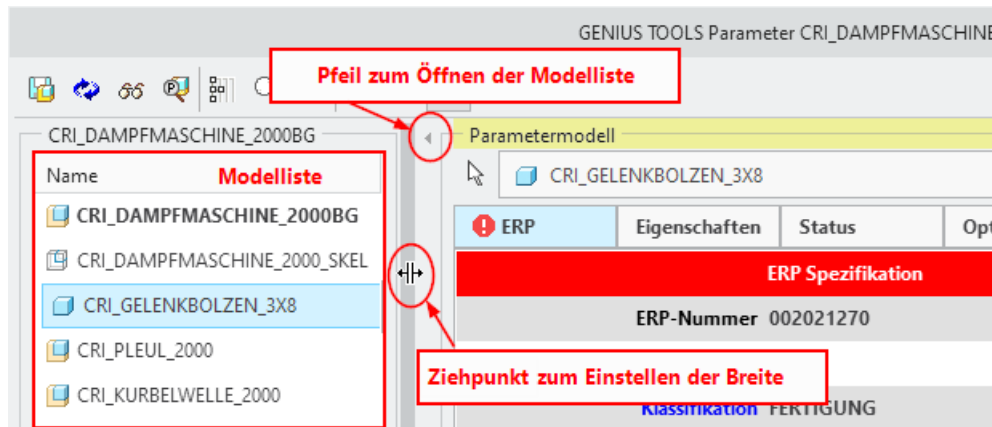 GENIUS TOOLS Parameter CRI_DAMPFMASCHINE
Pfeil zum Öffnen der Modelliste
CRI_DAMPFMASCHINE_2000BG
Parametermodell
Name
Modelliste
CRI_GELENKBOLZEN_3X8
CRI_DAMPFMASCHINE_2000BG
ERP
Eigenschaften
Status
Opt
CRI_DAMPFMASCHINE_2000_SKEL
ERP Spezifikation
CRI_GELENKBOLZEN_3X8
ERP-Nummer 002021270
CRI_PLEUL_2000
Ziehpunkt zum Einstellen der Breite
CRI_KURBELWELLE_2000
Klassifikation FERTIGUNG